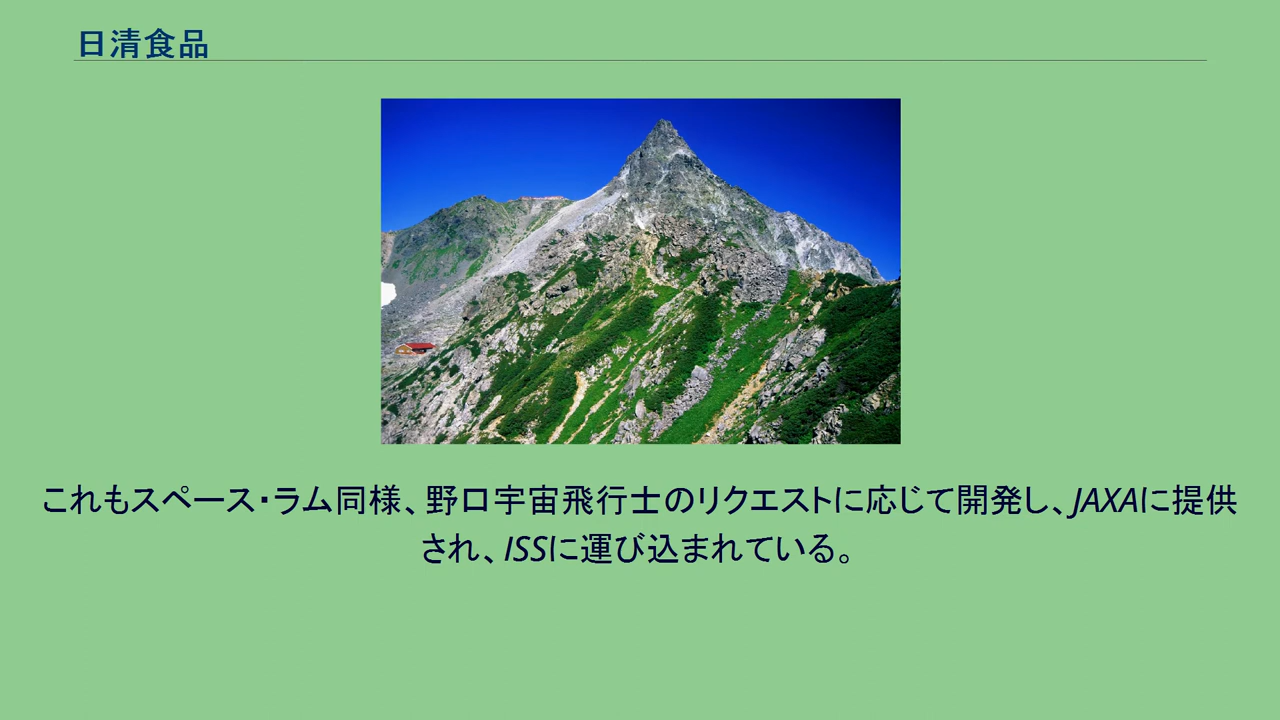 日清食品
これもスペース・ラム同様、野口宇宙飛行士のリクエストに応じて開発し、JAXAに提供
され、ISSに運び込まれている。